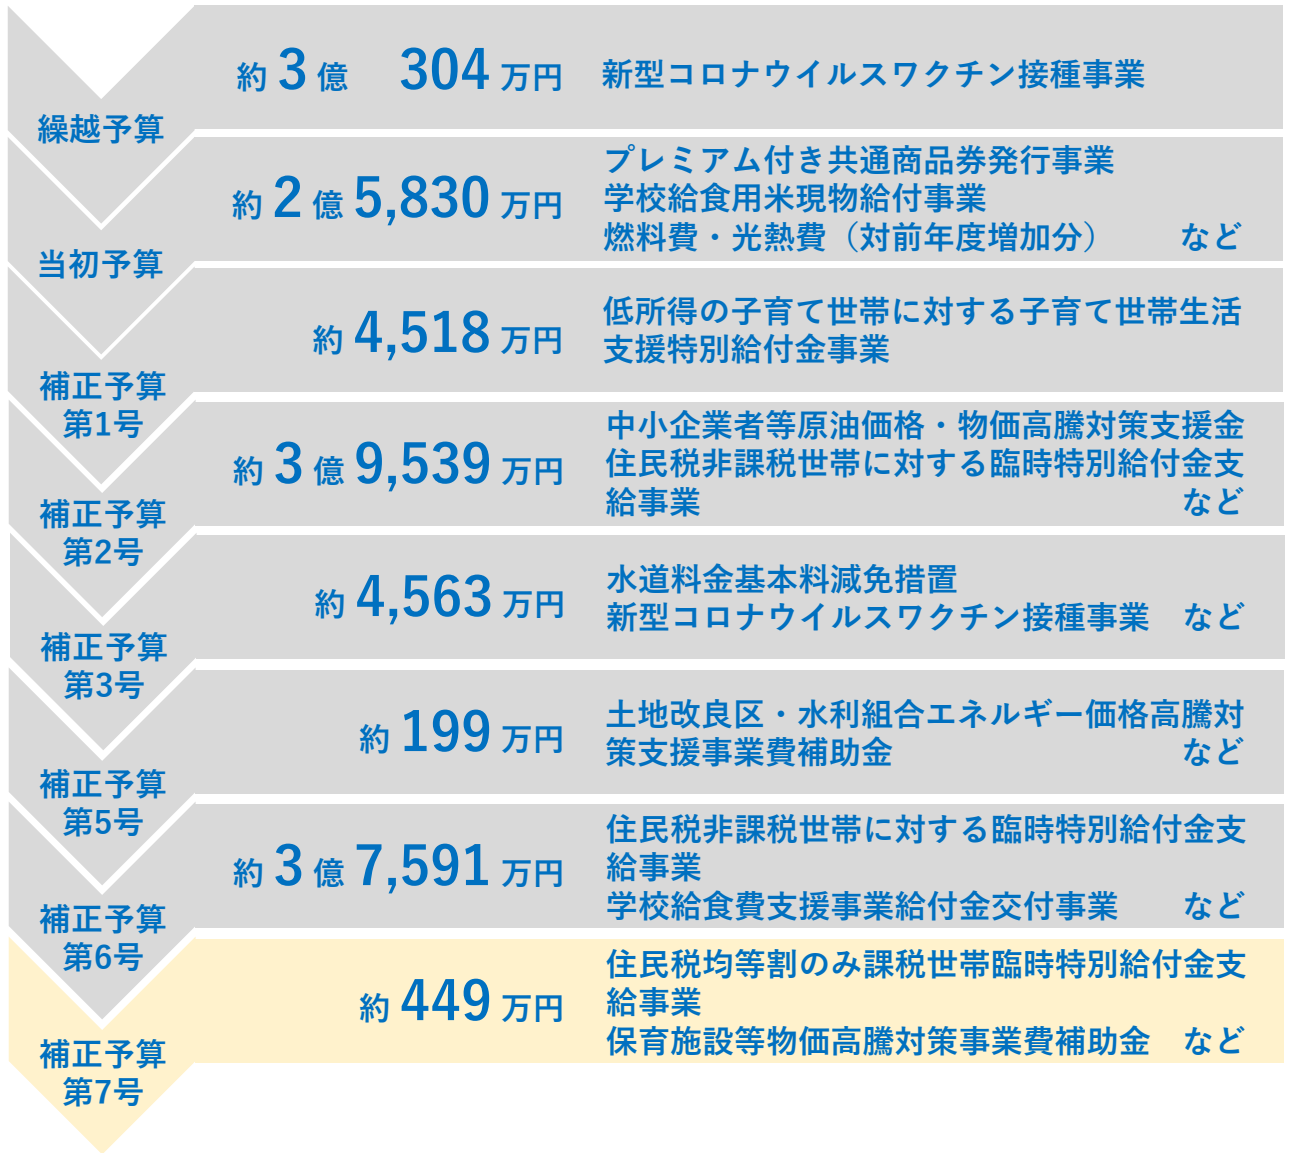 繰越予算
約 3 億 304 万円
新型コロナウイルスワクチン接種事業
当初予算
約 2 億 5,830 万円
プレミアム付き共通商品券発行事業
学校給食用米現物給付事業
燃料費・光熱費（対前年度増加分） など
補正予算
第1号
約 4,518 万円
低所得の子育て世帯に対する子育て世帯生活
支援特別給付金事業
補正予算
第2号
約 3 億 9,539 万円
中小企業者等原油価格・物価高騰対策支援金
住民税非課税世帯に対する臨時特別給付金支
給事業 など
補正予算
第3号
約 4,563 万円
水道料金基本料減免措置
新型コロナウイルスワクチン接種事業 など
補正予算
第5号
約 199 万円
土地改良区・水利組合エネルギー価格高騰対
策支援事業費補助金 など
補正予算
第6号
約 3 億 7,591 万円
住民税非課税世帯に対する臨時特別給付金支
給事業
学校給食費支援事業給付金交付事業 など
補正予算
第7号
約 449 万円
住民税均等割のみ課税世帯臨時特別給付金支
給事業
保育施設等物価高騰対策事業費補助金 など